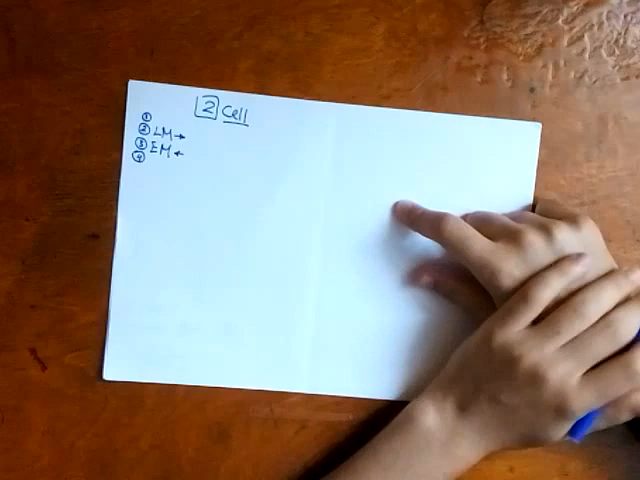 2 Cell
①
② LM →
③ EM ←
④